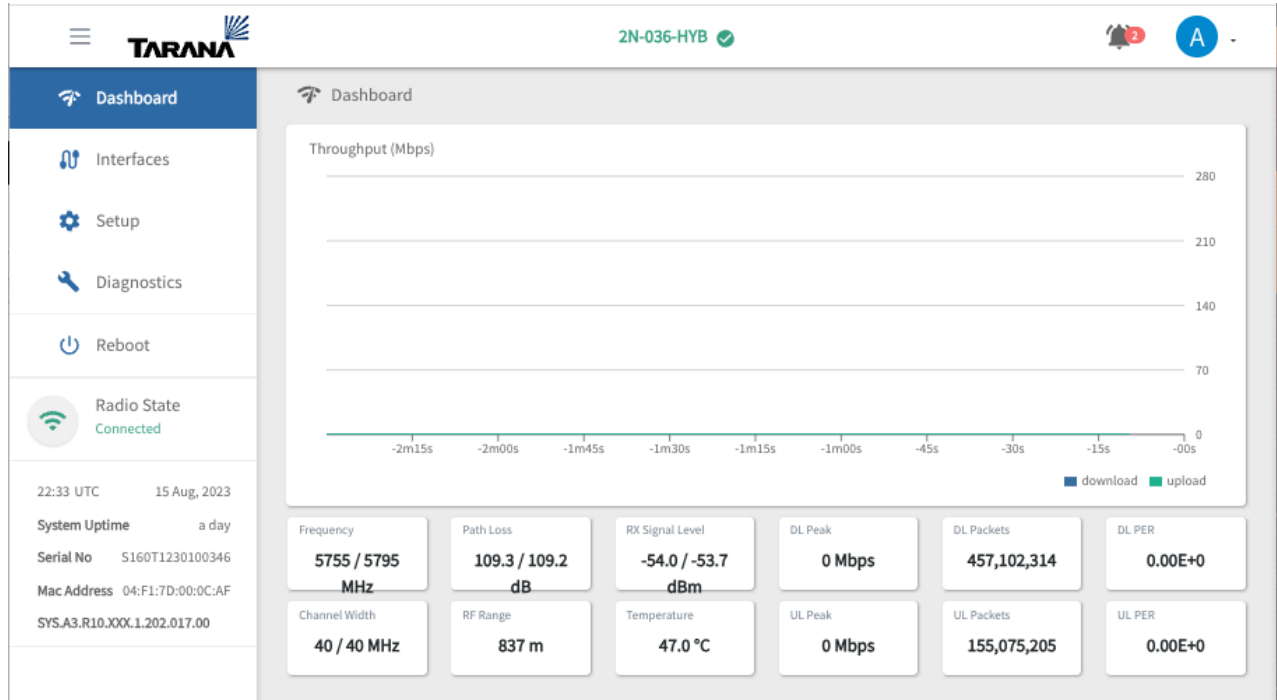 TARANA
2N-036-HYB
2
A
Dashboard
Interfaces
Setup
Diagnostics
Reboot
Radio State
Connected
22:33 UTC 15 Aug, 2023
System Uptime a day
Serial No S160T1230100346
Mac Address 04:F1:7D:00:0C:AF
SYS.A3.R10.XXX.1.202.017.00
Dashboard
Throughput (Mbps)
280
210
140
70
0
-2m15s -2m00s -1m45s -1m30s -1m15s -1m00s -45s -30s -15s -00s
download upload
Frequency
5755 / 5795
MHz
Path Loss
109.3 / 109.2
dB
RX Signal Level
-54.0 / -53.7
dBm
DL Peak
0 Mbps
DL Packets
457,102,314
DL PER
0.00E+0
Channel Width
40 / 40 MHz
RF Range
837 m
Temperature
47.0 °C
UL Peak
0 Mbps
UL Packets
155,075,205
UL PER
0.00E+0